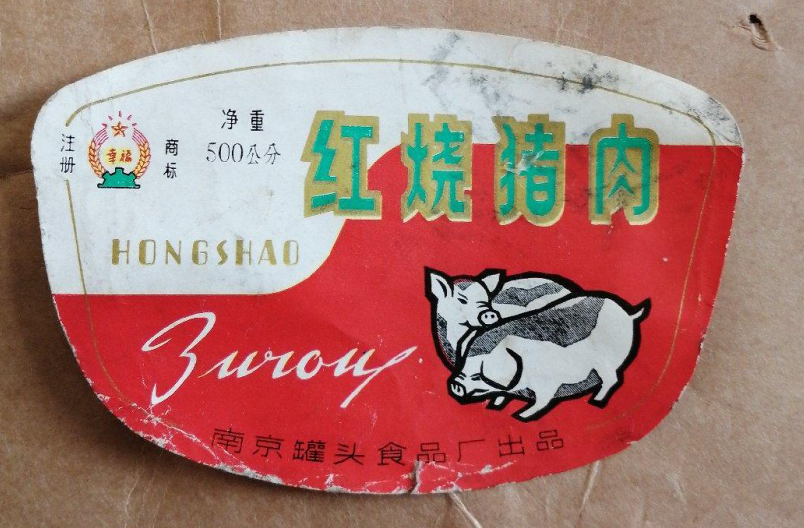 注册
幸福
商标
净重
500公分
红烧猪肉
HONGSHAO
Zurou
南京罐头食品厂出品